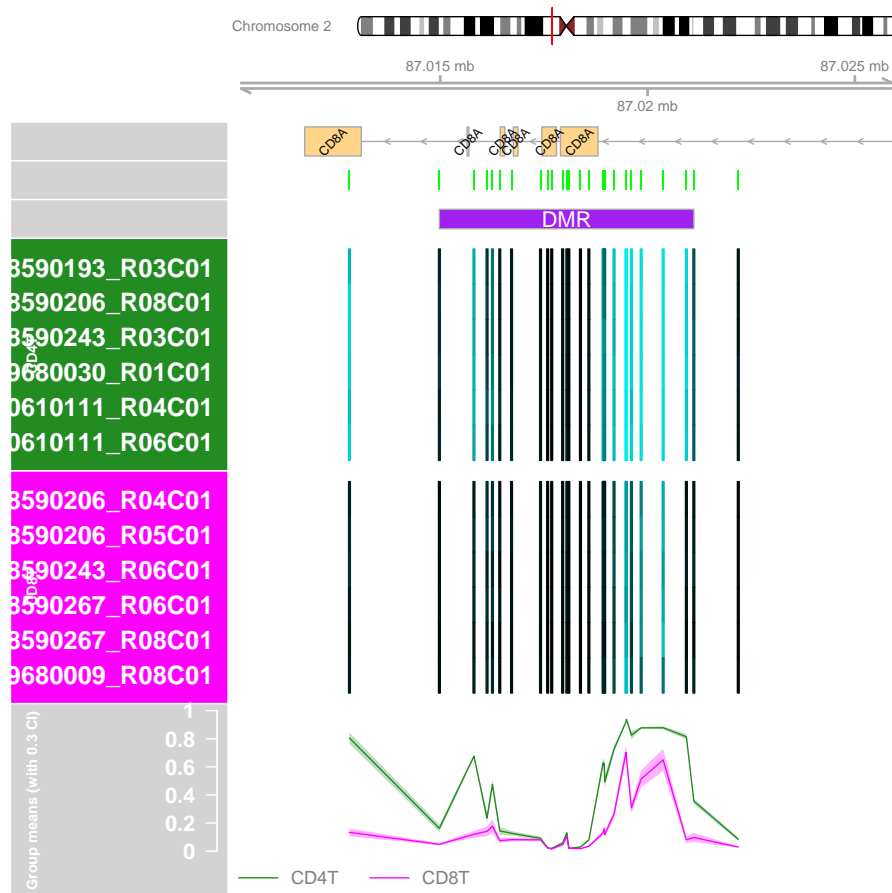 Chromosome 2
87.015 mb
87.025 mb
87.02 mb
CD8A
CD8A
CD8A
CD8A
CD8A
CD8A
DMR
8590193_R03C01
8590206_R08C01
8590243_R03C01
9680030_R01C01
0610111_R04C01
0610111_R06C01
8590206_R04C01
8590206_R05C01
8590243_R06C01
8590267_R06C01
8590267_R08C01
9680009_R08C01
Group means (with 0.3 CI)
1
0.8
0.6
0.4
0.2
0
CD4T
CD8T